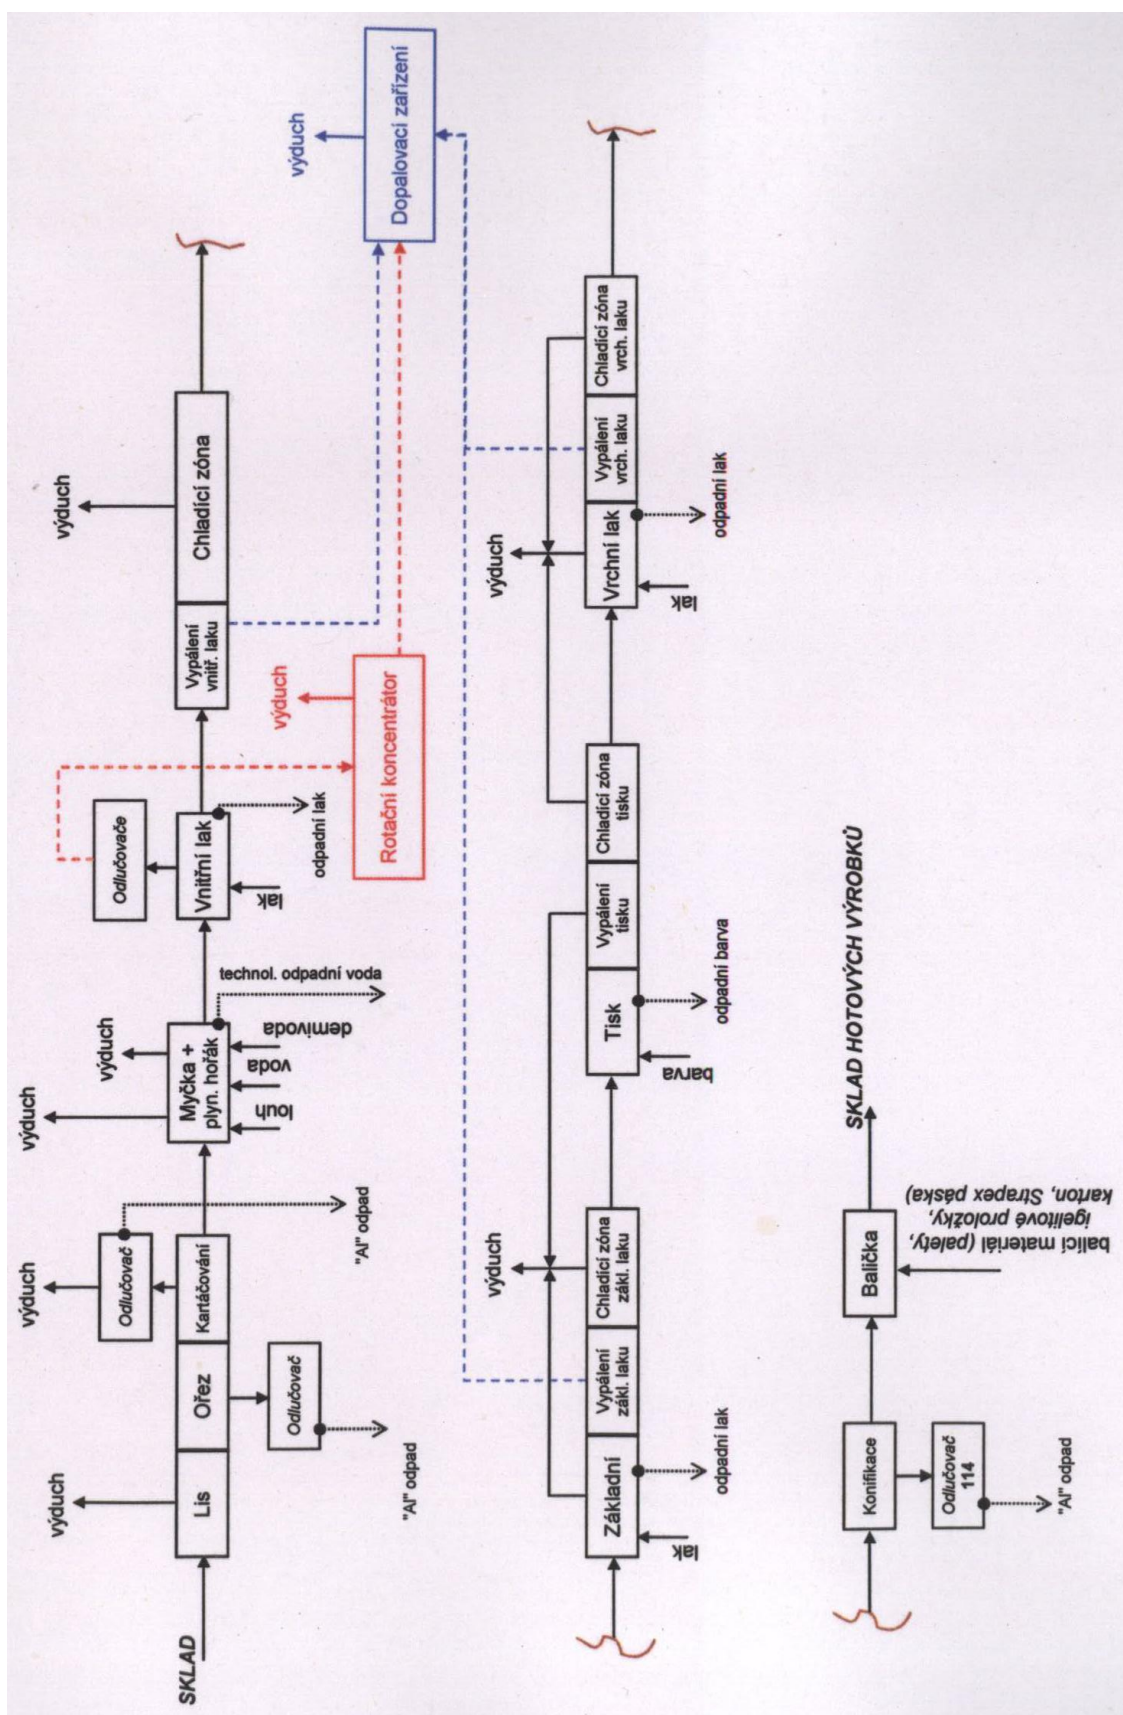 SKLAD
výduch
Lis
Ořez
Odlučovač
"Al" odpad
výduch
Odlučovač
Kartáčování
"Al" odpad
výduch
výduch
Myčka +
plyn. hořák
louh
voda
demivoda
technol. odpadní voda
Odlučovače
Vnitřní lak
lak
odpadní lak
Vypálení
vnitř. laku
výduch
Chladící zóna
výduch
Rotační koncentrátor
výduch
Dopalovací zařízení
Základní
lak
odpadní lak
Vypálení
zákl. laku
výduch
Chladící zóna
zákl. laku
Tisk
barva
odpadní barva
Vypálení
tisku
Chladící zóna
tisku
výduch
Vrchní lak
lak
odpadní lak
Vypálení
vrch. laku
Chladící zóna
vrch. laku
Konifikace
Odlučovač
114
"Al" odpad
Balička
balicí materiál (palety,
igelitové proložky,
karton, Strapex páska)
SKLAD HOTOVÝCH VÝROBKŮ